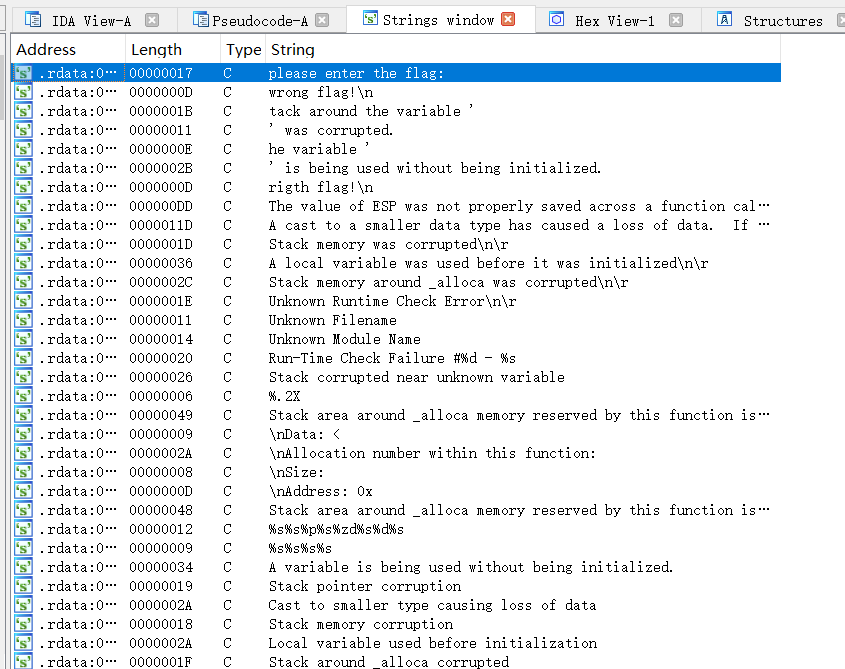 IDA View-A Pseudocode-A Strings window Hex View-1 Structures
Address Length Type String
.rdata:0… 00000017 C please enter the flag:
.rdata:0… 0000000D C wrong flag!\n
.rdata:0… 0000001B C tack around the variable '
.rdata:0… 00000011 C ' was corrupted.
.rdata:0… 0000000E C he variable '
.rdata:0… 0000002B C ' is being used without being initialized.
.rdata:0… 0000000D C rigth flag!\n
.rdata:0… 000000DD C The value of ESP was not properly saved across a function cal…
.rdata:0… 0000011D C A cast to a smaller data type has caused a loss of data.  If …
.rdata:0… 0000001D C Stack memory was corrupted\n\r
.rdata:0… 00000036 C A local variable was used before it was initialized\n\r
.rdata:0… 0000002C C Stack memory around _alloca was corrupted\n\r
.rdata:0… 0000001E C Unknown Runtime Check Error\n\r
.rdata:0… 00000011 C Unknown Filename
.rdata:0… 00000014 C Unknown Module Name
.rdata:0… 00000020 C Run-Time Check Failure #%d - %s
.rdata:0… 00000026 C Stack corrupted near unknown variable
.rdata:0… 00000006 C %.2X
.rdata:0… 00000049 C Stack area around _alloca memory reserved by this function is…
.rdata:0… 00000009 C \nData: <
.rdata:0… 0000002A C \nAllocation number within this function:
.rdata:0… 00000008 C \nSize:
.rdata:0… 0000000D C \nAddress: 0x
.rdata:0… 00000048 C Stack area around _alloca memory reserved by this function is…
.rdata:0… 00000012 C %s%s%p%s%zd%s%d%s
.rdata:0… 00000009 C %s%s%s%s
.rdata:0… 00000034 C A variable is being used without being initialized.
.rdata:0… 00000019 C Stack pointer corruption
.rdata:0… 0000002A C Cast to smaller type causing loss of data
.rdata:0… 00000018 C Stack memory corruption
.rdata:0… 0000002A C Local variable used before initialization
.rdata:0… 0000001F C Stack around _alloca corrupted